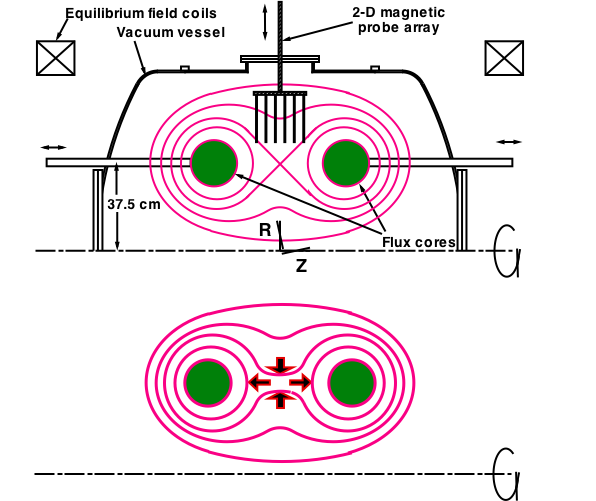 Equilibrium field coils
Vacuum vessel
2-D magnetic
probe array
37.5 cm
R
Z
Flux cores